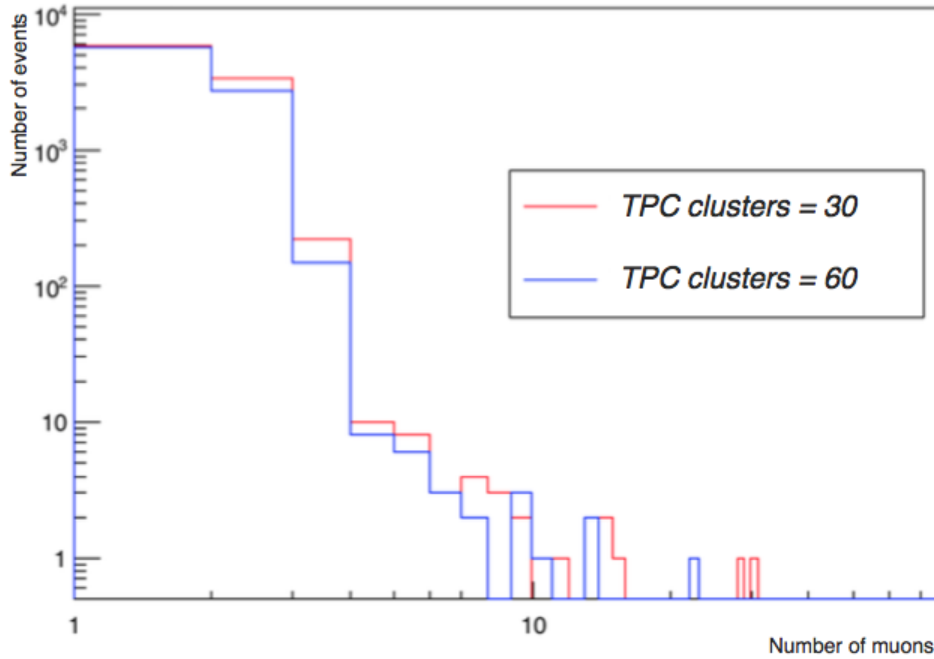 Number of events
10⁴
10³
10²
10
1
TPC clusters = 30
TPC clusters = 60
1
10
Number of muons